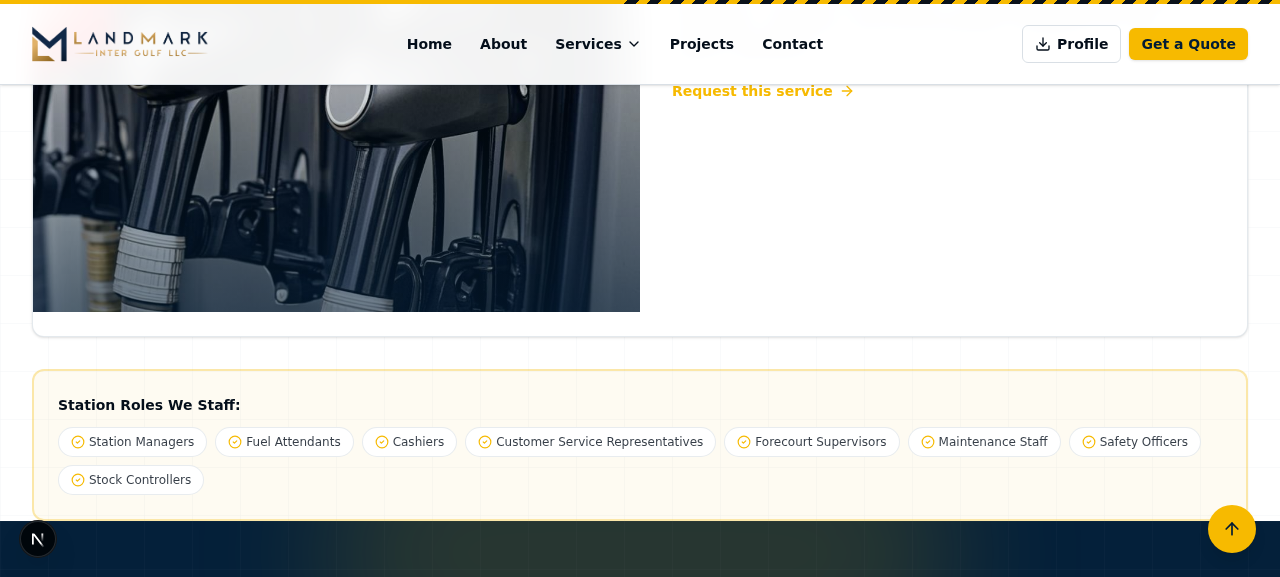 LANDMARK
INTER GULF LLC
Home
About
Services
Projects
Contact
Profile
Get a Quote
Request this service
Station Roles We Staff:
Station Managers
Fuel Attendants
Cashiers
Customer Service Representatives
Forecourt Supervisors
Maintenance Staff
Safety Officers
Stock Controllers
N